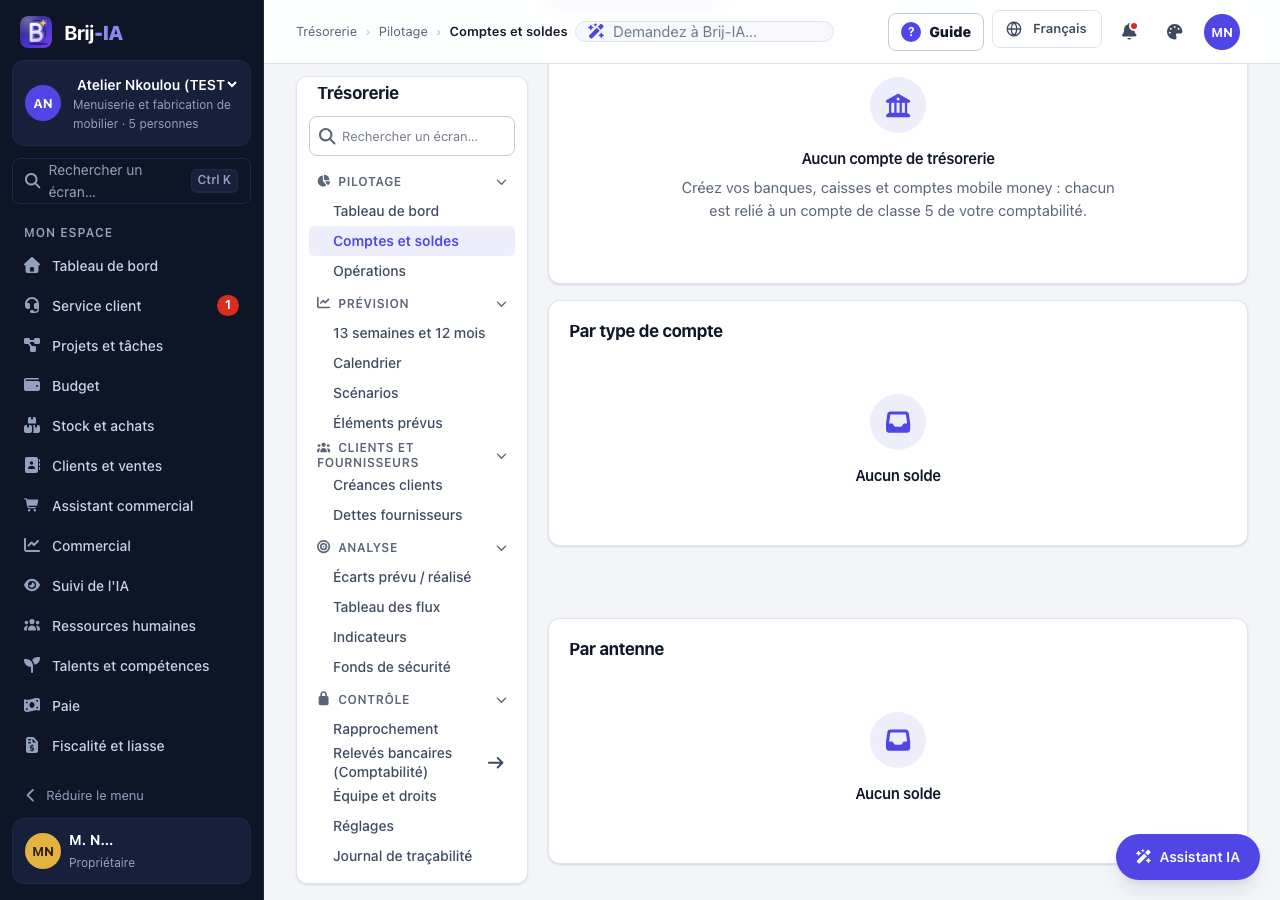 Brij-IA
AN
Atelier Nkoulou (TEST
Menuiserie et fabrication de
mobilier · 5 personnes
Rechercher un
écran...
Ctrl K
MON ESPACE
Tableau de bord
Service client
1
Projets et tâches
Budget
Stock et achats
Clients et ventes
Assistant commercial
Commercial
Suivi de l'IA
Ressources humaines
Talents et compétences
Paie
Fiscalité et liasse
Réduire le menu
MN
M. N...
Propriétaire
Trésorerie › Pilotage › Comptes et soldes
Demandez à Brij-IA...
? Guide
Français
MN
Trésorerie
Rechercher un écran...
PILOTAGE
Tableau de bord
Comptes et soldes
Opérations
PRÉVISION
13 semaines et 12 mois
Calendrier
Scénarios
Éléments prévus
CLIENTS ET
FOURNISSEURS
Créances clients
Dettes fournisseurs
ANALYSE
Écarts prévu / réalisé
Tableau des flux
Indicateurs
Fonds de sécurité
CONTRÔLE
Rapprochement
Relevés bancaires
(Comptabilité)
Équipe et droits
Réglages
Journal de traçabilité
Aucun compte de trésorerie
Créez vos banques, caisses et comptes mobile money : chacun
est relié à un compte de classe 5 de votre comptabilité.
Par type de compte
Aucun solde
Par antenne
Aucun solde
Assistant IA